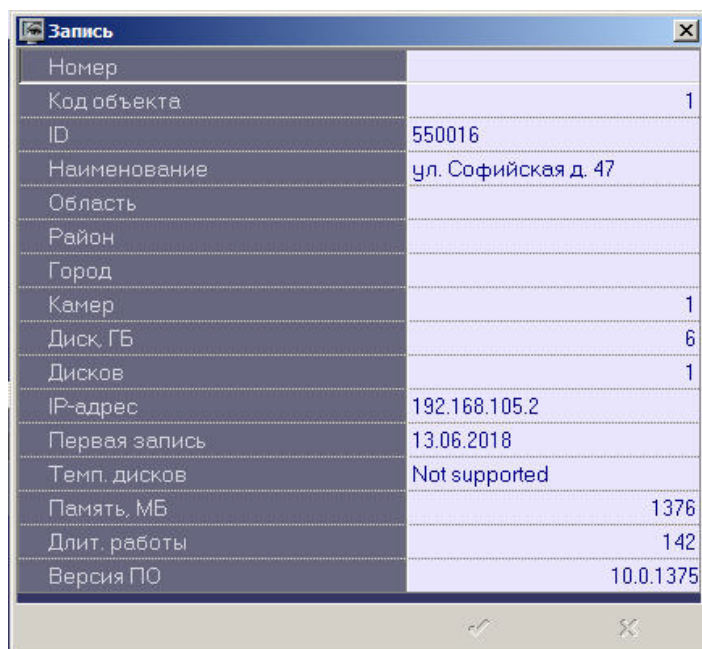 Запись
Номер
Код объекта 1
ID 550016
Наименование ул. Софийская д. 47
Область
Район
Город
Камер 1
Диск, ГБ 6
Дисков 1
IP-адрес 192.168.105.2
Первая запись 13.06.2018
Темп. дисков Not supported
Память, МБ 1376
Длит. работы 142
Версия ПО 10.0.1375